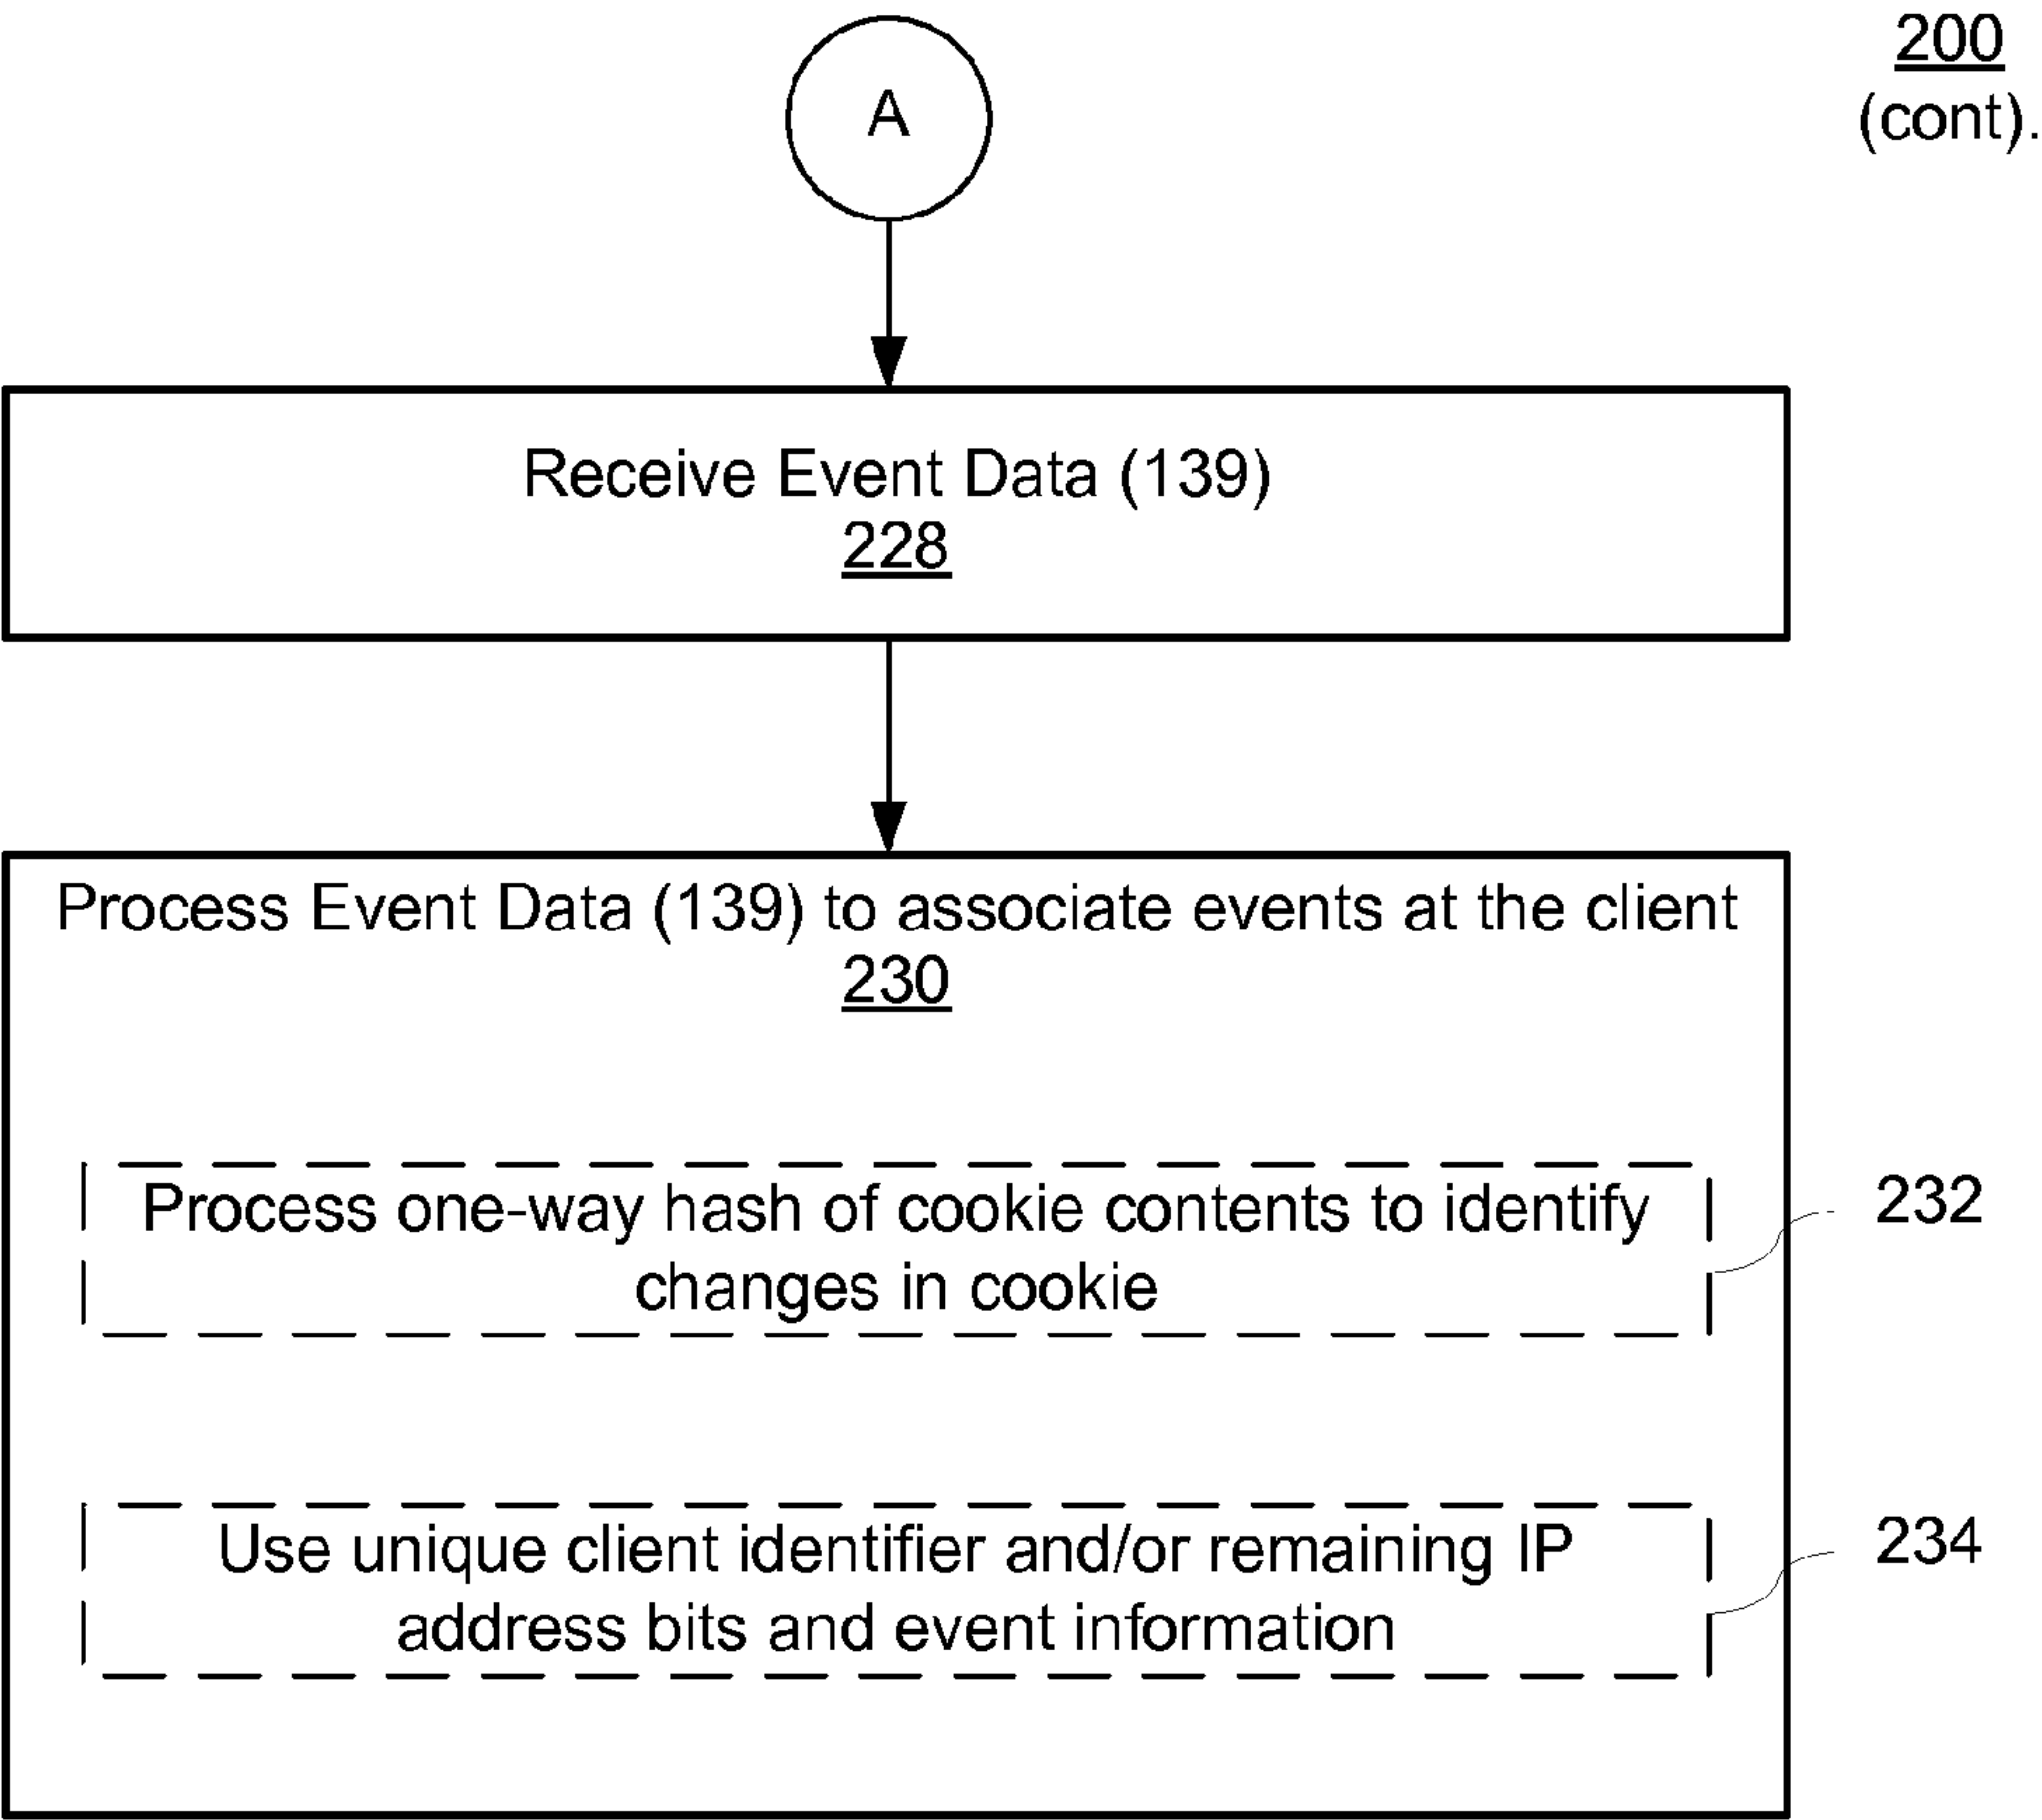 200
(cont).
A
Receive Event Data (139)
228
Process Event Data (139) to associate events at the client
230
Process one-way hash of cookie contents to identify
changes in cookie
232
Use unique client identifier and/or remaining IP
address bits and event information
234